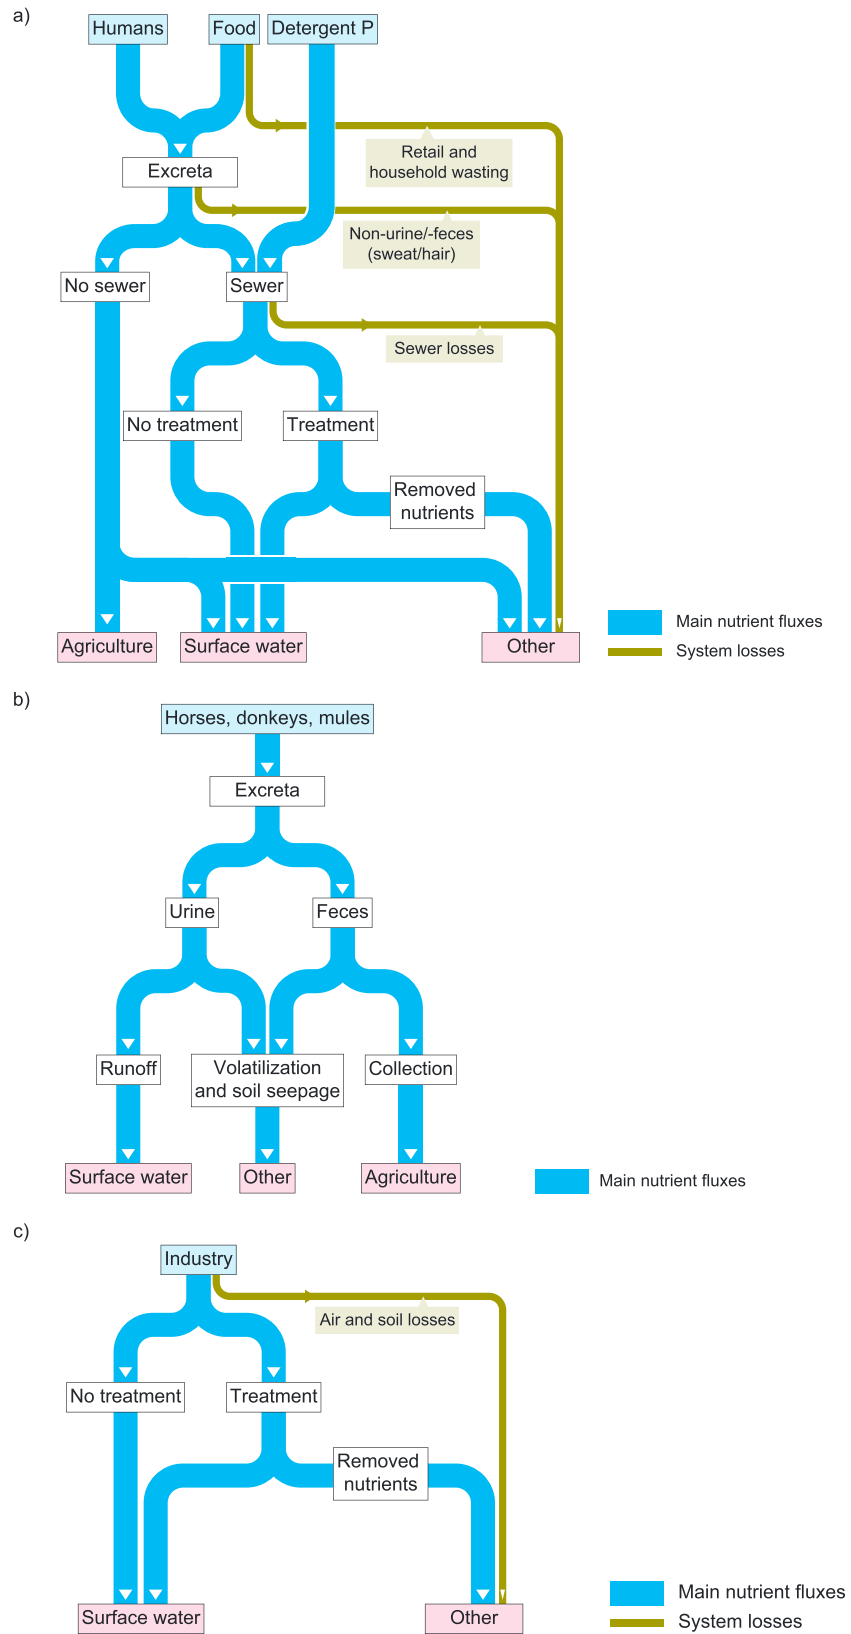 a)
Humans
Food
Detergent P
Retail and
household wasting
Excreta
Non-urine/-feces
(sweat/hair)
No sewer
Sewer
Sewer losses
No treatment
Treatment
Removed
nutrients
Agriculture
Surface water
Other
Main nutrient fluxes
System losses
b)
Horses, donkeys, mules
Excreta
Urine
Feces
Runoff
Volatilization
and soil seepage
Collection
Surface water
Other
Agriculture
Main nutrient fluxes
c)
Industry
Air and soil losses
No treatment
Treatment
Removed
nutrients
Surface water
Other
Main nutrient fluxes
System losses